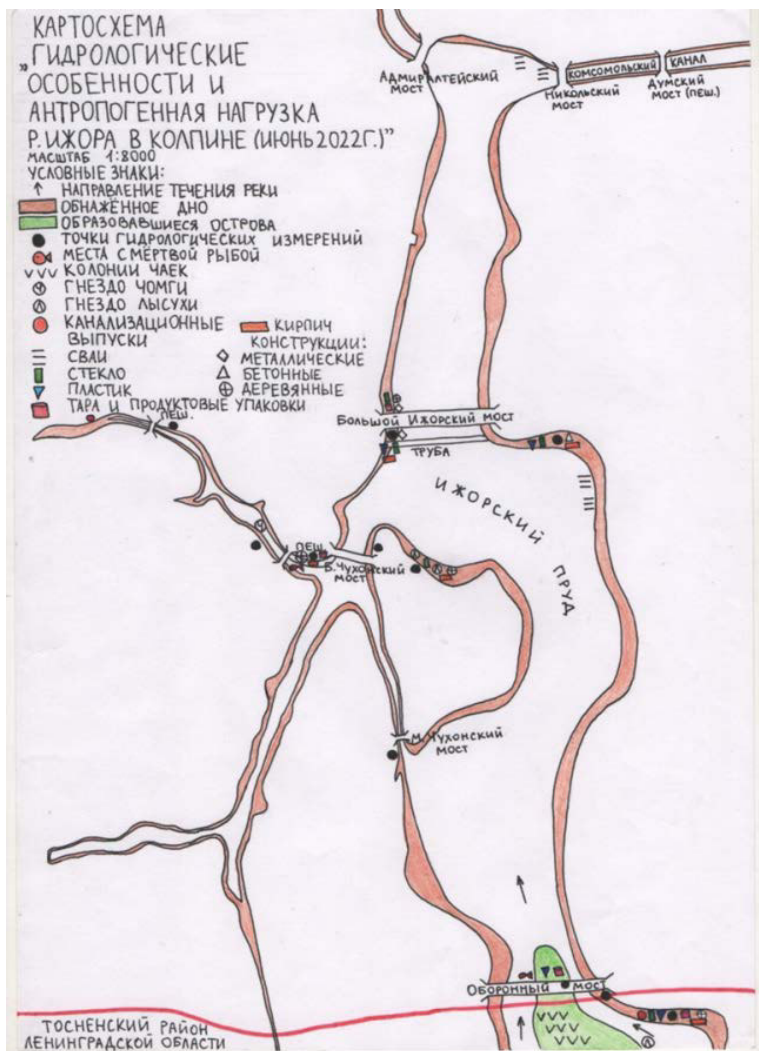 КАРТОСХЕМА
„ГИДРОЛОГИЧЕСКИЕ
ОСОБЕННОСТИ И
АНТРОПОГЕННАЯ НАГРУЗКА
Р. ИЖОРА В КОЛПИНЕ (ИЮНЬ 2022Г.)”
МАСШТАБ 1:8000
УСЛОВНЫЕ ЗНАКИ:
НАПРАВЛЕНИЕ ТЕЧЕНИЯ РЕКИ
ОБНАЖЁННОЕ ДНО
ОБРАЗОВАВШИЕСЯ ОСТРОВА
ТОЧКИ ГИДРОЛОГИЧЕСКИХ ИЗМЕРЕНИЙ
МЕСТА С МЁРТВОЙ РЫБОЙ
КОЛОНИИ ЧАЕК
ГНЕЗДО ЧОМГИ
ГНЕЗДО ЛЫСУХИ
КАНАЛИЗАЦИОННЫЕ
ВЫПУСКИ
СВАИ
СТЕКЛО
ПЛАСТИК
ТАРА И ПРОДУКТОВЫЕ УПАКОВКИ
КИРПИЧ
КОНСТРУКЦИИ:
МЕТАЛЛИЧЕСКИЕ
БЕТОННЫЕ
ДЕРЕВЯННЫЕ
АДМИРАЛТЕЙСКИЙ
МОСТ
НИКОЛЬСКИЙ
МОСТ
КОМСОМОЛЬСКИЙ
КАНАЛ
ДУМСКИЙ
МОСТ (ПЕШ.)
БОЛЬШОЙ ИЖОРСКИЙ МОСТ
ТРУБА
ПЕШ.
ИЖОРСКИЙ ПРУД
ПЕШ.
Б. ЧУХОНСКИЙ
МОСТ
М. ЧУХОНСКИЙ
МОСТ
ОБОРОННЫЙ МОСТ
ТОСНЕНСКИЙ РАЙОН
ЛЕНИНГРАДСКОЙ ОБЛАСТИ